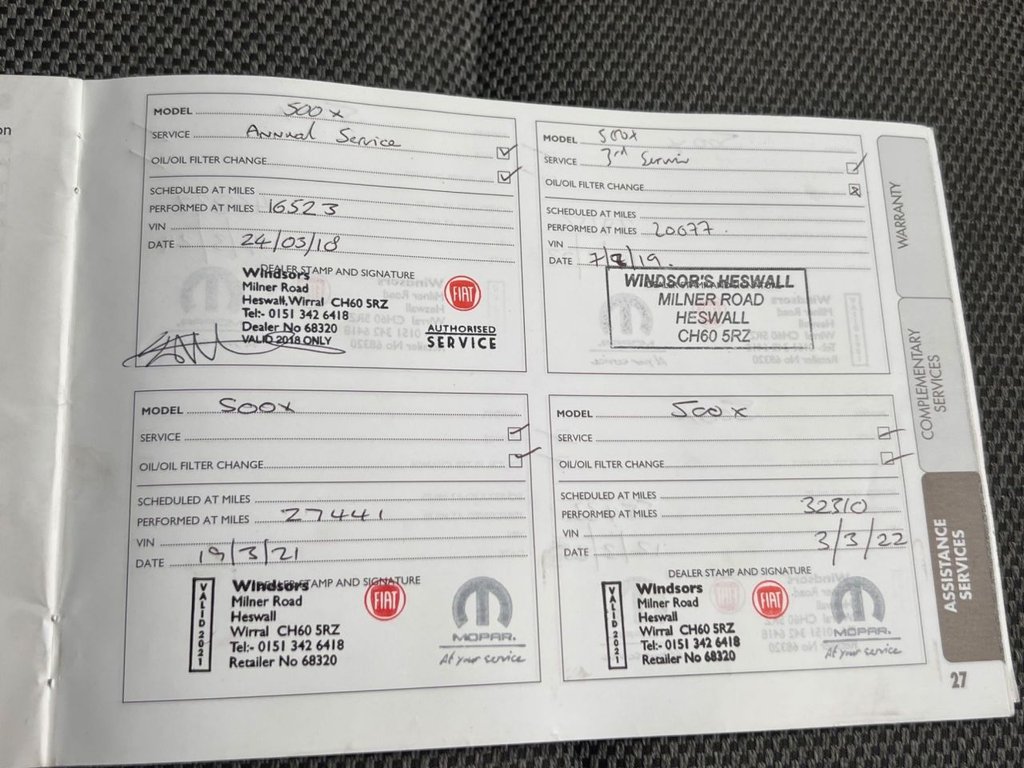 on
MODEL 500x
SERVICE Annual Service
OIL/OIL FILTER CHANGE
SCHEDULED AT MILES
PERFORMED AT MILES 16523
VIN
DATE 24/03/18
DEALER STAMP AND SIGNATURE
Windsors
Milner Road
Heswall,Wirral CH60 5RZ
Tel:- 0151 342 6418
Dealer No 68320
VALID 2018 ONLY
FIAT
AUTHORISED
SERVICE
MODEL 500x
SERVICE 3rd Service
OIL/OIL FILTER CHANGE
SCHEDULED AT MILES
PERFORMED AT MILES 20677.
VIN
DATE
WINDSOR'S HESWALL
MILNER ROAD
HESWALL
CH60 5RZ
MODEL 500x
SERVICE
OIL/OIL FILTER CHANGE
SCHEDULED AT MILES
PERFORMED AT MILES 27441
VIN
DATE 19/3/21
DEALER STAMP AND SIGNATURE
VALID 2021
Windsors
Milner Road
Heswall
Wirral CH60 5RZ
Tel:- 0151 342 6418
Retailer No 68320
FIAT
MOPAR.
At your service
MODEL 500x
SERVICE
OIL/OIL FILTER CHANGE
SCHEDULED AT MILES
PERFORMED AT MILES 32310
VIN
DATE 3/3/22
DEALER STAMP AND SIGNATURE
VALID 2021
Windsors
Milner Road
Heswall
Wirral CH60 5RZ
Tel:- 0151 342 6418
Retailer No 68320
FIAT
MOPAR.
At your service
WARRANTY
COMPLEMENTARY
SERVICES
ASSISTANCE
SERVICES
27